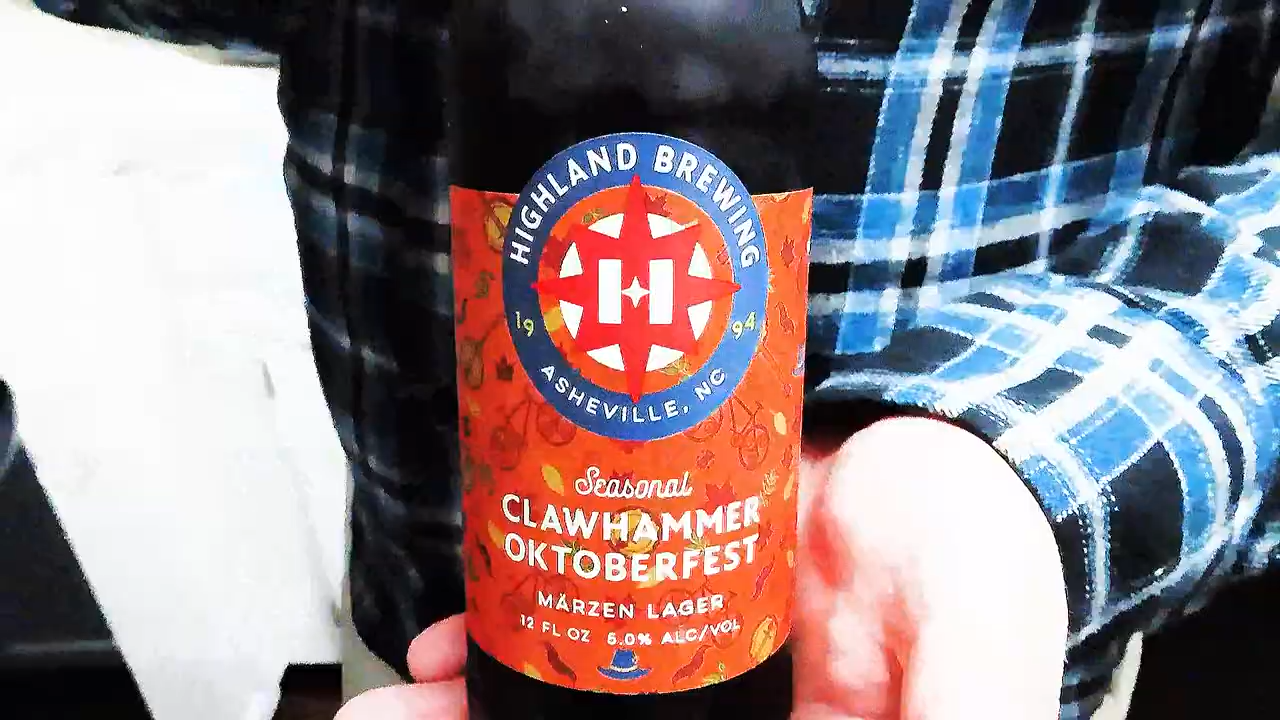 HIGHLAND BREWING
H
19 94
ASHEVILLE, NC
Seasonal
CLAWHAMMER
OKTOBERFEST
MÄRZEN LAGER
12 FL OZ 6.0% ALC/VOL